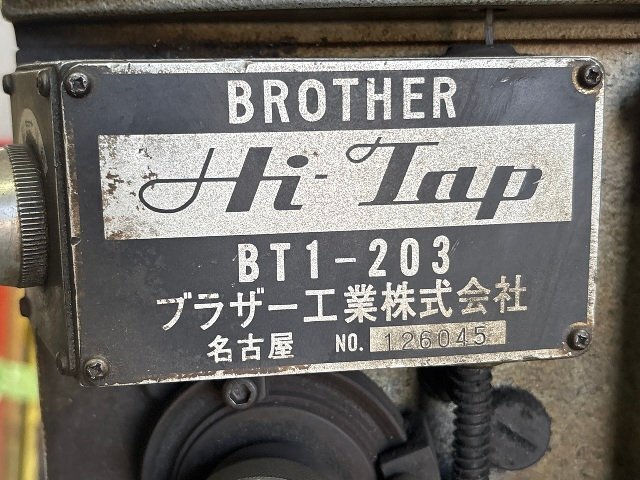 BROTHER
Hi-Tap
BT1-203
ブラザー工業株式会社
名古屋 NO. 126045